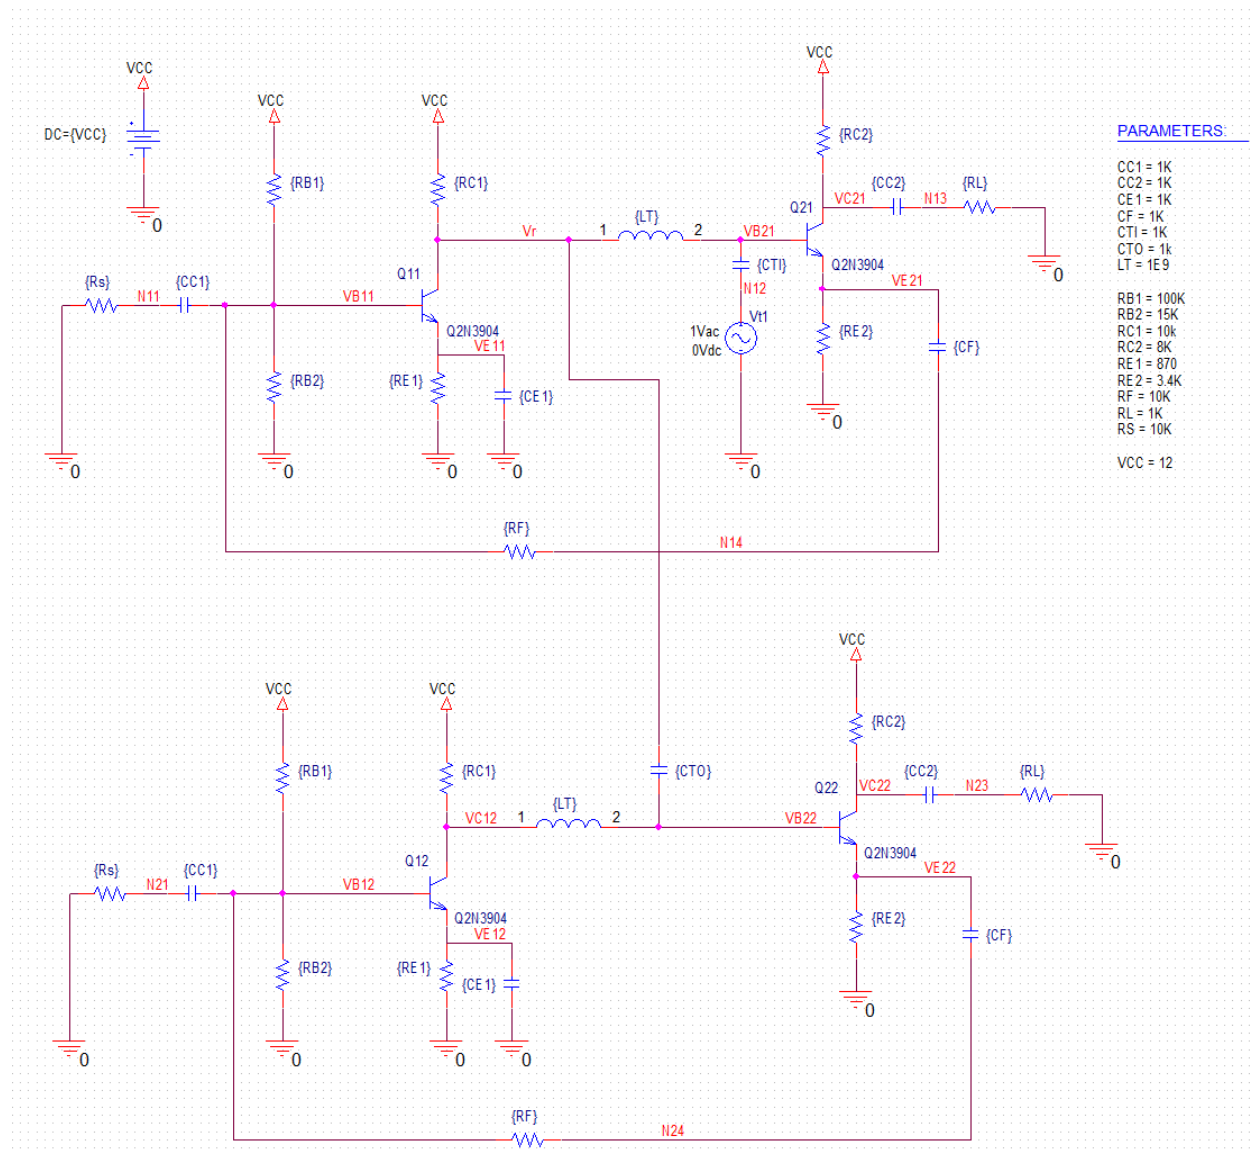 VCC
VCC
VCC
VCC
DC={VCC}
+
-
0
{RB1}
{RC1}
{RC2}
PARAMETERS:
CC1 = 1K
CC2 = 1K
CE1 = 1K
CF = 1K
CTI = 1K
CTO = 1k
LT = 1E9
RB1 = 100K
RB2 = 15K
RC1 = 10k
RC2 = 8K
RE1 = 870
RE2 = 3.4K
RF = 10K
RL = 1K
RS = 10K
VCC = 12
Vr
1
{LT}
2
VB21
Q21
VC21
{CC2}
N13
{RL}
0
Q2N3904
VE21
{Rs}
N11
{CC1}
VB11
Q11
Q2N3904
VE11
{CTI}
N12
Vt1
1Vac
0Vdc
{RE2}
{CF}
{RB2}
{RE1}
{CE1}
0
0
0
0
0
0
{RF}
N14
VCC
VCC
VCC
{RB1}
{RC1}
{RC2}
{CTO}
VC12
1
{LT}
2
VB22
Q22
VC22
{CC2}
N23
{RL}
0
Q2N3904
VE22
{Rs}
N21
{CC1}
VB12
Q12
Q2N3904
VE12
{RE2}
{CF}
{RB2}
{RE1}
{CE1}
0
0
0
0
0
{RF}
N24